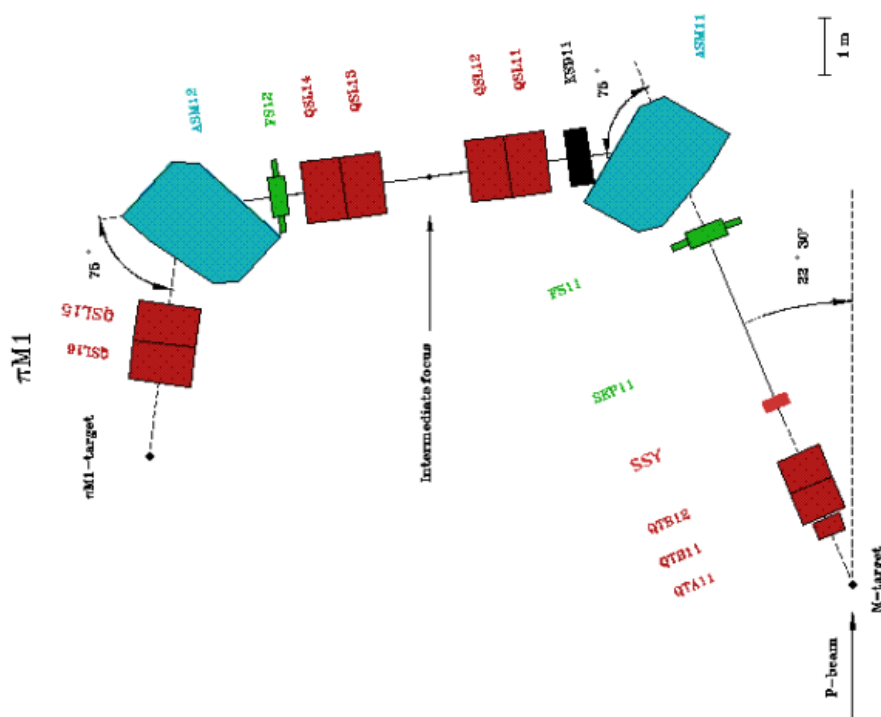 πM1
ASM12
FS12
QSL14
QSL13
QSL12
QSL11
KSD11
ASM11
75 °
75 °
1 m
QSL15
QSL16
πM1-target
Intermediate focus
FS11
22 ° 30'
SEP11
SSY
QTB12
QTB11
QTA11
M-target
P-beam